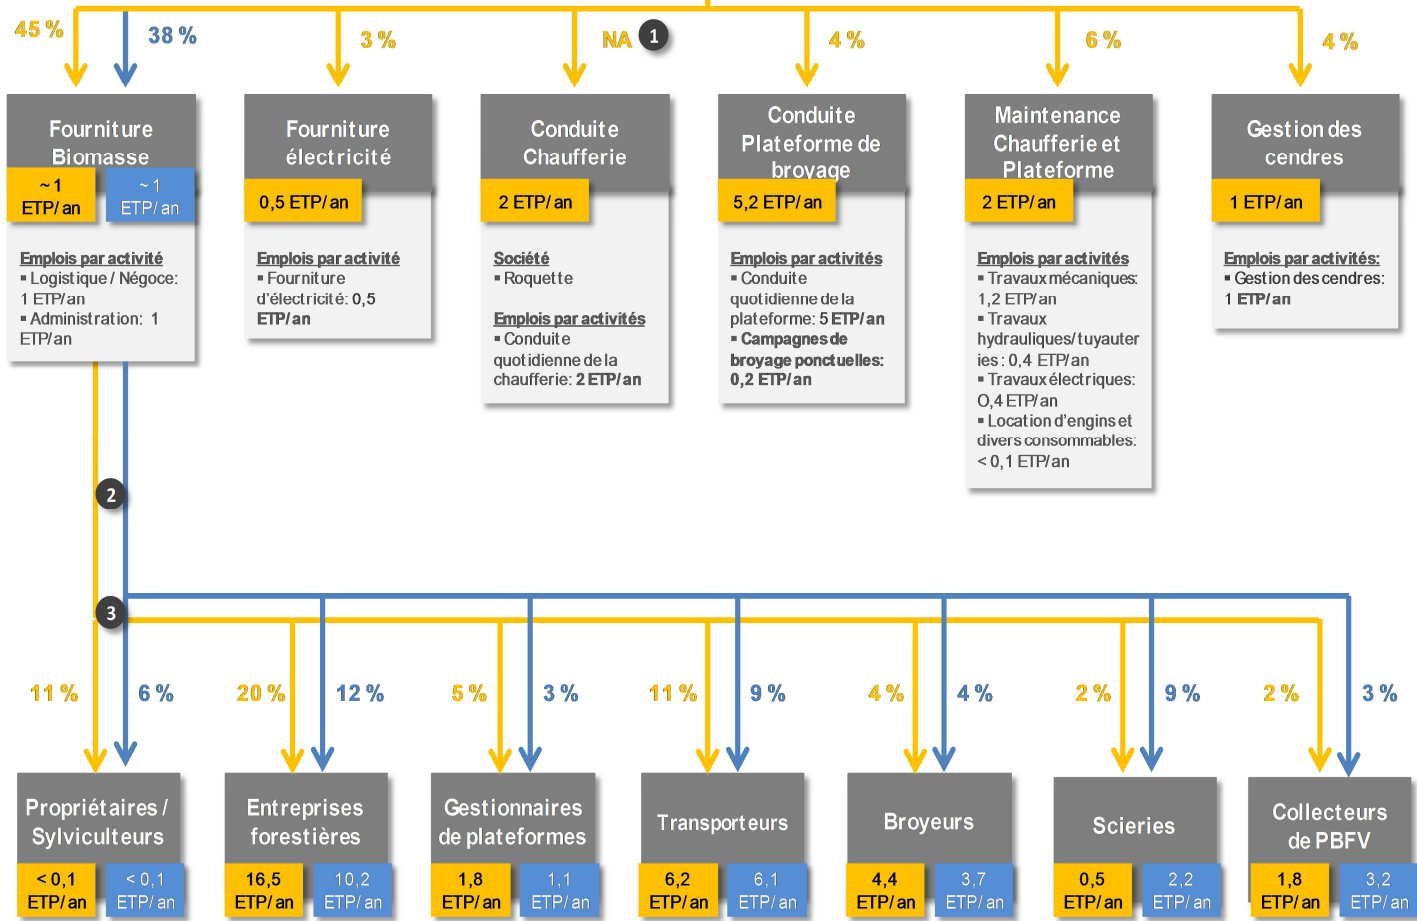 45 %
38 %
3 %
NA 1
4 %
6 %
4 %
Fourniture
Biomasse
~ 1
ETP/ an
~ 1
ETP/ an
Emplois par activité
▪ Logistique / Négoce:
1 ETP/ an
▪ Administration: 1
ETP/ an
Fourniture
électricité
0,5 ETP/ an
Emplois par activité
▪ Fourniture
d'électricité: 0,5
ETP/ an
Conduite
Chaufferie
2 ETP/ an
Société
▪ Roquette
Emplois par activités
▪ Conduite
quotidienne de la
chaufferie: 2 ETP/ an
Conduite
Plateforme de
broyage
5,2 ETP/ an
Emplois par activités
▪ Conduite
quotidienne de la
plateforme: 5 ETP/ an
▪ Campagnes de
broyage ponctuelles:
0,2 ETP/ an
Maintenance
Chaufferie et
Plateforme
2 ETP/ an
Emplois par activités
▪ Travaux mécaniques:
1,2 ETP/ an
▪ Travaux
hydrauliques/ tuyauter
ies : 0,4 ETP/ an
▪ Travaux électriques:
O,4 ETP/ an
▪ Location d'engins et
divers consommables:
< 0,1 ETP/ an
Gestion des
cendres
1 ETP/ an
Emplois par activités:
▪ Gestion des cendres:
1 ETP/ an
2
3
11 %
6 %
20 %
12 %
5 %
3 %
11 %
9 %
4 %
4 %
2 %
9 %
2 %
3 %
Propriétaires /
Sylviculteurs
< 0,1
ETP/ an
< 0,1
ETP/ an
Entreprises
forestières
16,5
ETP/ an
10,2
ETP/ an
Gestionnaires
de plateformes
1,8
ETP/ an
1,1
ETP/ an
Transporteurs
6,2
ETP/ an
6,1
ETP/ an
Broyeurs
4,4
ETP/ an
3,7
ETP/ an
Scieries
0,5
ETP/ an
2,2
ETP/ an
Collecteurs
de PBFV
1,8
ETP/ an
3,2
ETP/ an